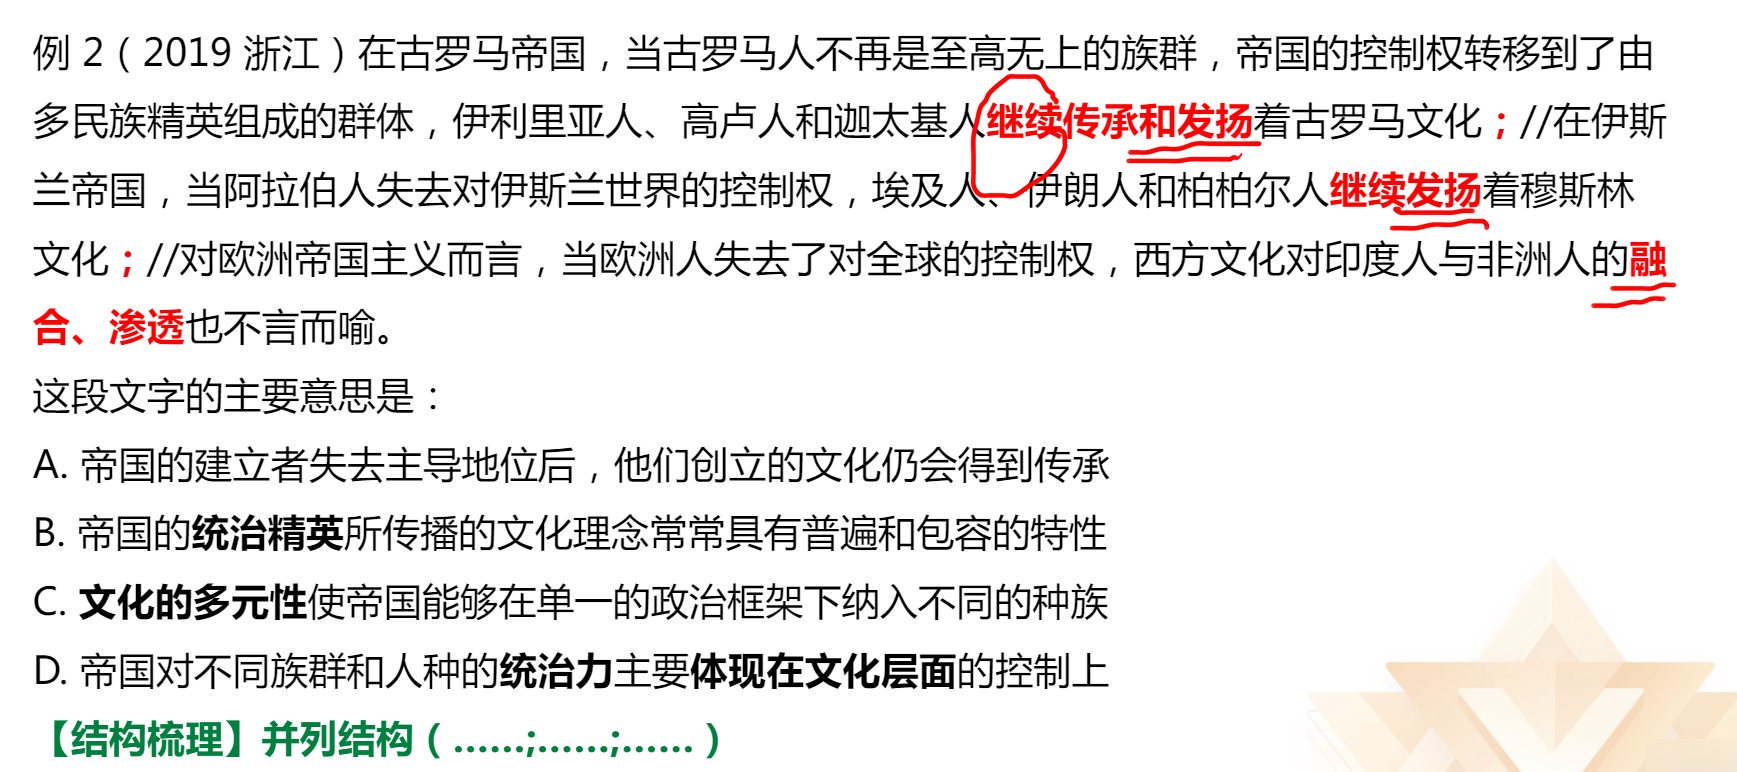 例 2（2019 浙江）在古罗马帝国，当古罗马人不再是至高无上的族群，帝国的控制权转移到了由
多民族精英组成的群体，伊利里亚人、高卢人和迦太基人继续传承和发扬着古罗马文化；//在伊斯
兰帝国，当阿拉伯人失去对伊斯兰世界的控制权，埃及人、伊朗人和柏柏尔人继续发扬着穆斯林
文化；//对欧洲帝国主义而言，当欧洲人失去了对全球的控制权，西方文化对印度人与非洲人的融
合、渗透也不言而喻。
这段文字的主要意思是：
A. 帝国的建立者失去主导地位后，他们创立的文化仍会得到传承
B. 帝国的统治精英所传播的文化理念常常具有普遍和包容的特性
C. 文化的多元性使帝国能够在单一的政治框架下纳入不同的种族
D. 帝国对不同族群和人种的统治力主要体现在文化层面的控制上
【结构梳理】并列结构（……;……;……）